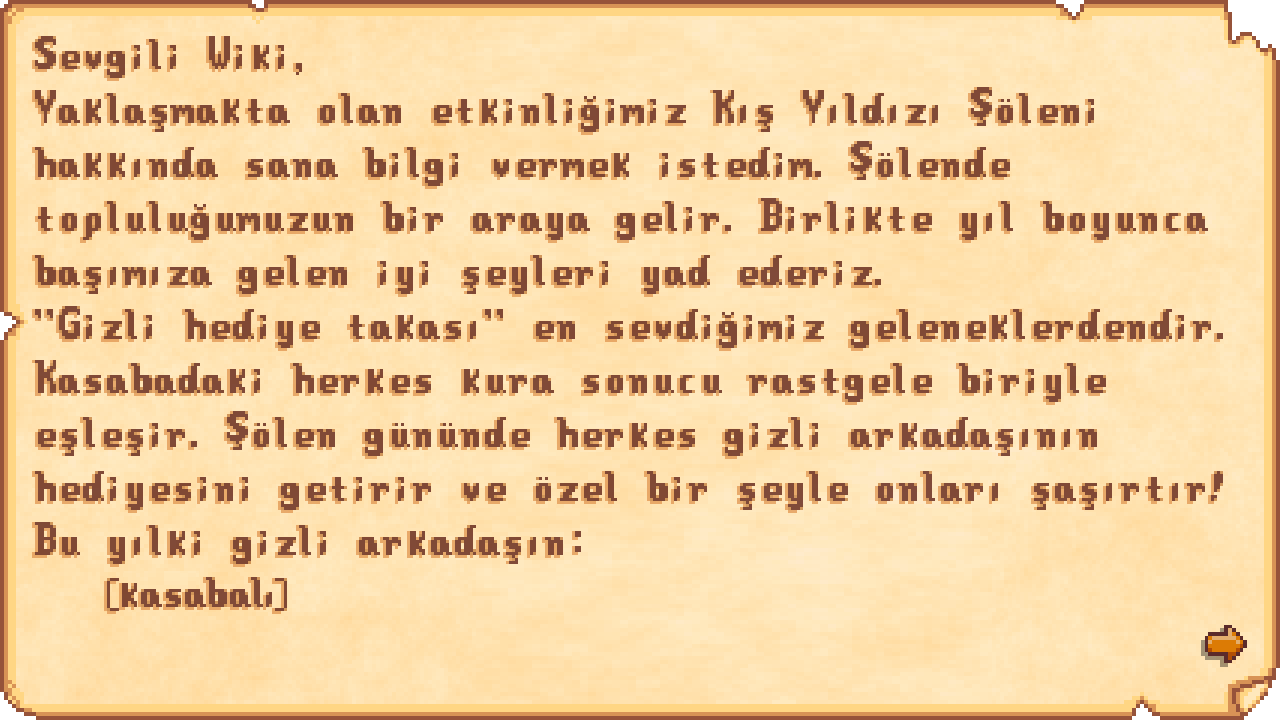 Sevgili Wiki,
Yaklaşmakta olan etkinliğimiz Kış Yıldızı Şöleni
hakkında sana bilgi vermek istedim. Şölende
topluluğumuzun bir araya gelir. Birlikte yıl boyunca
başımıza gelen iyi şeyleri yad ederiz.
"Gizli hediye takası" en sevdiğimiz geleneklerdendir.
Kasabadaki herkes kura sonucu rastgele biriyle
eşleşir. Şölen gününde herkes gizli arkadaşının
hediyesini getirir ve özel bir şeyle onları şaşırtır!
Bu yılki gizli arkadaşın:
[Kasabalı]